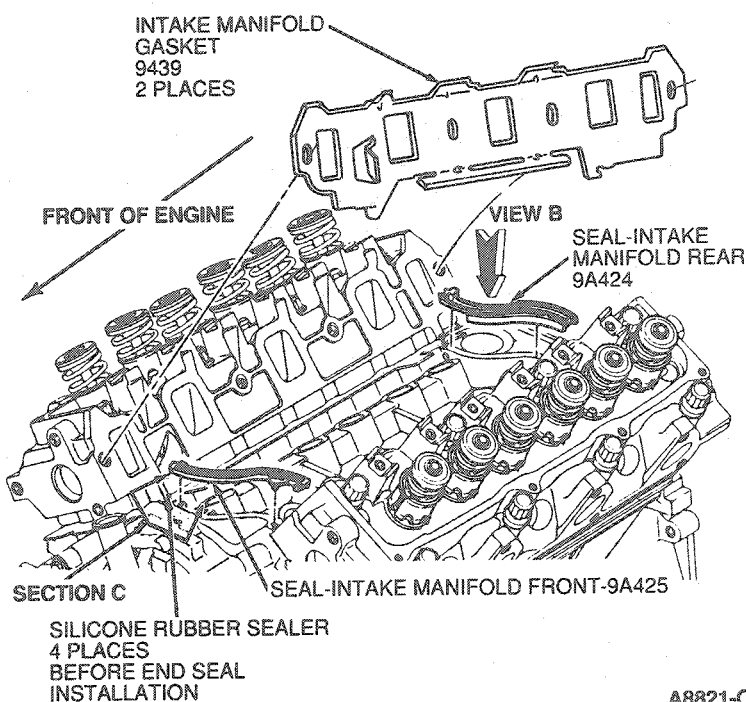 INTAKE MANIFOLD
GASKET
9439
2 PLACES
FRONT OF ENGINE
VIEW B
SEAL-INTAKE
MANIFOLD REAR
9A424
SECTION C
SEAL-INTAKE MANIFOLD FRONT-9A425
SILICONE RUBBER SEALER
4 PLACES
BEFORE END SEAL
INSTALLATION
A8821-C